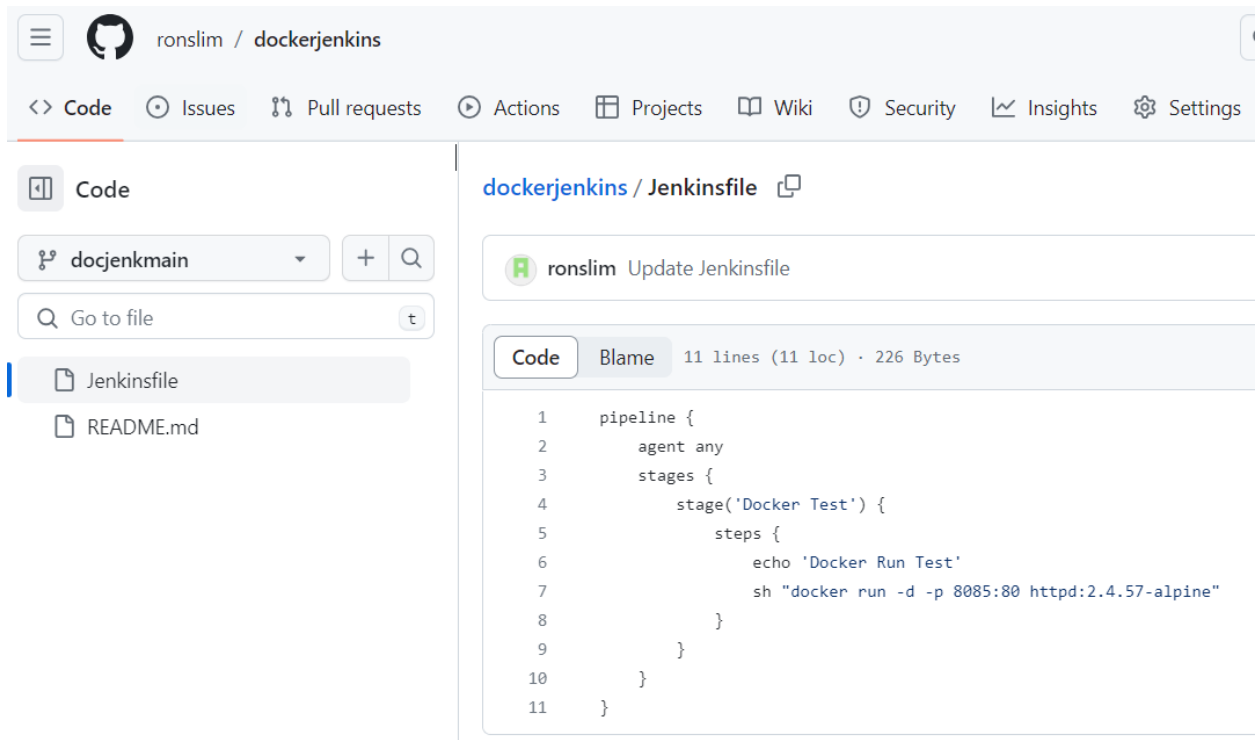 ronslim / dockerjenkins
Code Issues Pull requests Actions Projects Wiki Security Insights Settings
Code
docjenkmain
Go to file t
Jenkinsfile
README.md
dockerjenkins / Jenkinsfile
ronslim Update Jenkinsfile
Code Blame 11 lines (11 loc) · 226 Bytes
1 pipeline {
2     agent any
3     stages {
4         stage('Docker Test') {
5             steps {
6                 echo 'Docker Run Test'
7                 sh "docker run -d -p 8085:80 httpd:2.4.57-alpine"
8             }
9         }
10     }
11 }